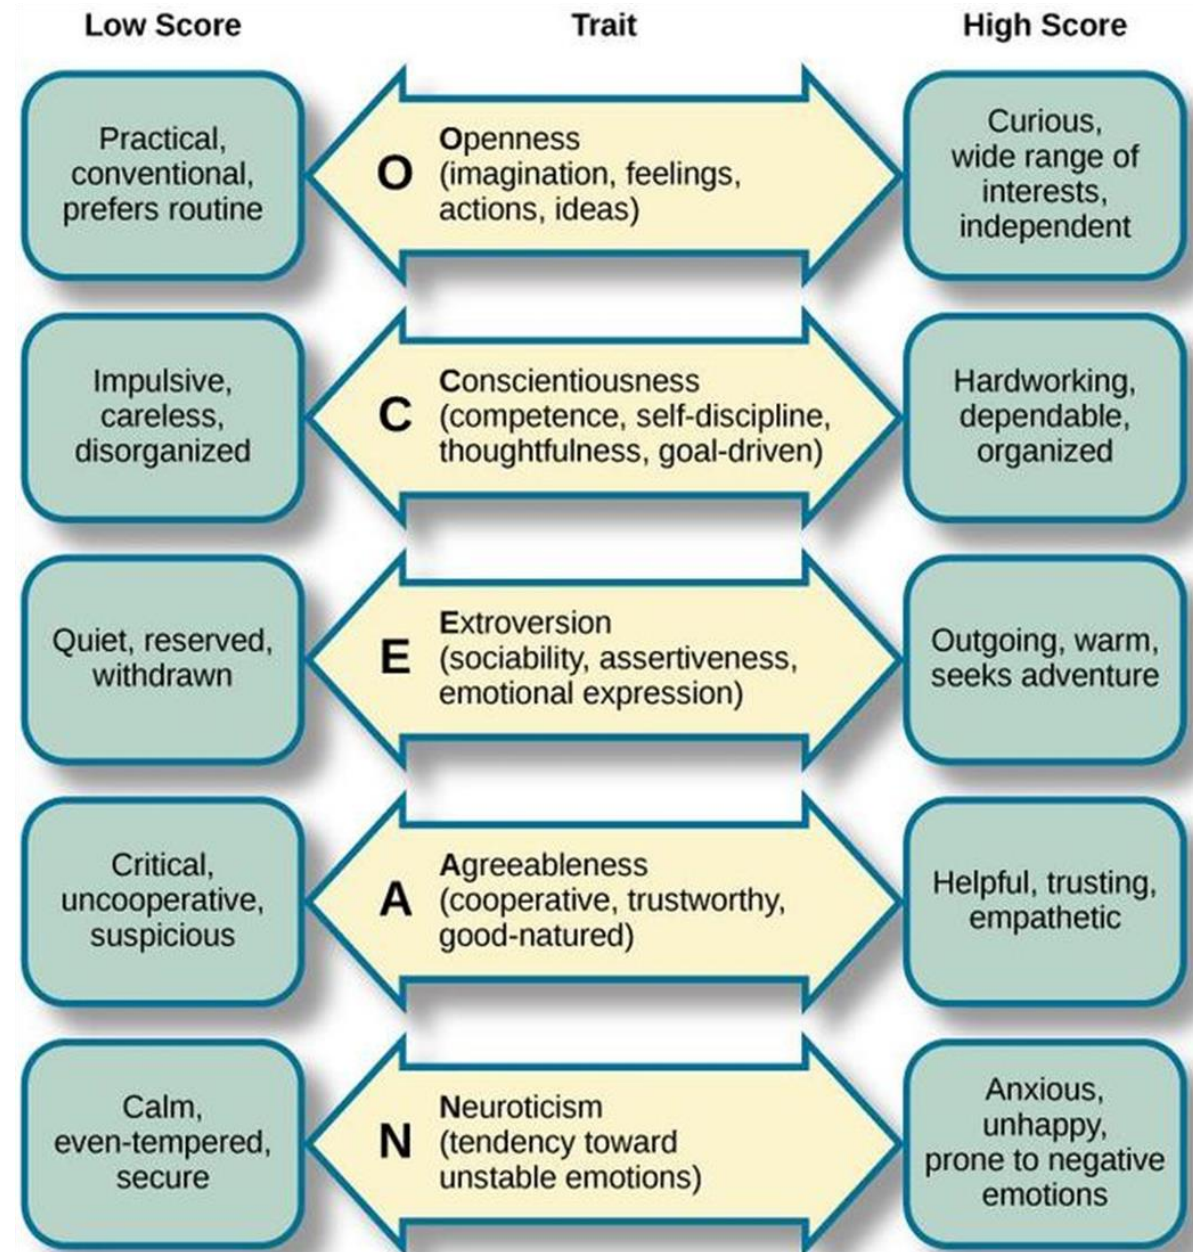 Low Score
Trait
High Score
Practical,
conventional,
prefers routine
O
Openness
(imagination, feelings,
actions, ideas)
Curious,
wide range of
interests,
independent
Impulsive,
careless,
disorganized
C
Conscientiousness
(competence, self-discipline,
thoughtfulness, goal-driven)
Hardworking,
dependable,
organized
Quiet, reserved,
withdrawn
E
Extroversion
(sociability, assertiveness,
emotional expression)
Outgoing, warm,
seeks adventure
Critical,
uncooperative,
suspicious
A
Agreeableness
(cooperative, trustworthy,
good-natured)
Helpful, trusting,
empathetic
Calm,
even-tempered,
secure
N
Neuroticism
(tendency toward
unstable emotions)
Anxious,
unhappy,
prone to negative
emotions